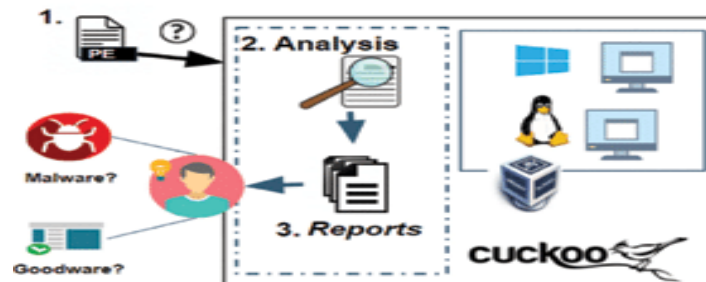 1.
PE
?
2. Analysis
Malware?
3. Reports
Goodware?
cuckoo